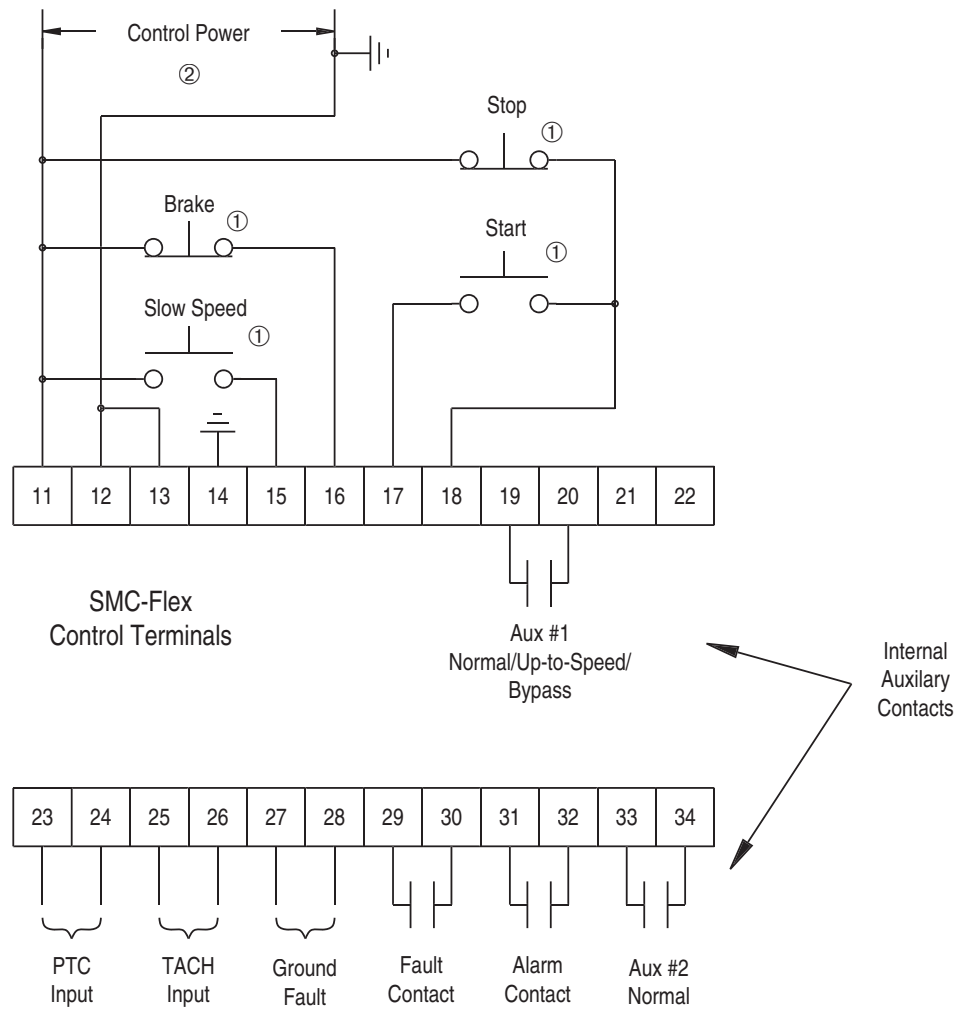 Control Power
②
Stop
①
Brake
①
Start
①
Slow Speed
①
11 12 13 14 15 16 17 18 19 20 21 22
SMC-Flex
Control Terminals
Aux #1
Normal/Up-to-Speed/
Bypass
Internal
Auxilary
Contacts
23 24 25 26 27 28 29 30 31 32 33 34
PTC
Input
TACH
Input
Ground
Fault
Fault
Contact
Alarm
Contact
Aux #2
Normal